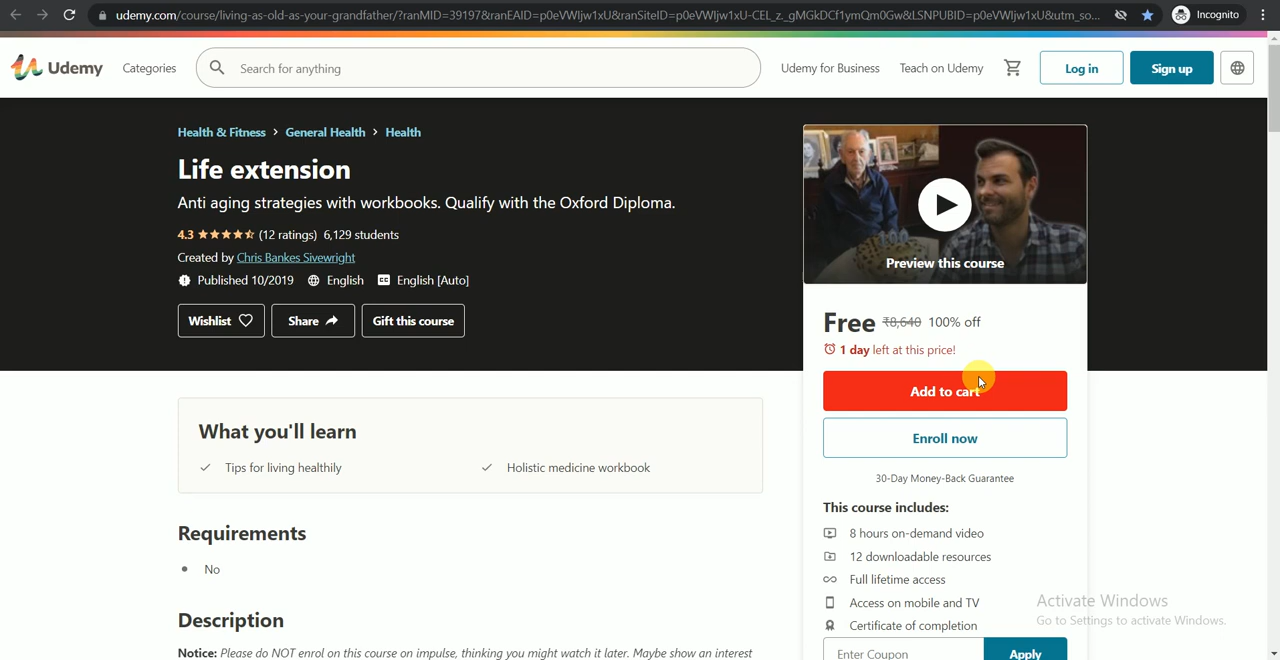 udemy.com/course/living-as-old-as-your-grandfather/?ranMID=39197&ranEAID=p0eVWIjw1xU&ranSiteID=p0eVWIjw1xU-CEL_z._gMGkDCf1ymQm0Gw&LSNPUBID=p0eVWIjw1xU&utm_so...
Incognito
Udemy
Categories
Search for anything
Udemy for Business
Teach on Udemy
Log in
Sign up
Health & Fitness > General Health > Health
Life extension
Anti aging strategies with workbooks. Qualify with the Oxford Diploma.
4.3 (12 ratings) 6,129 students
Created by Chris Bankes Sivewright
Published 10/2019 English English [Auto]
Wishlist
Share
Gift this course
Preview this course
Free ₹8,640 100% off
1 day left at this price!
Add to cart
Enroll now
30-Day Money-Back Guarantee
This course includes:
8 hours on-demand video
12 downloadable resources
Full lifetime access
Access on mobile and TV
Certificate of completion
Enter Coupon
Apply
What you'll learn
Tips for living healthily
Holistic medicine workbook
Requirements
No
Description
Notice: Please do NOT enrol on this course on impulse, thinking you might watch it later. Maybe show an interest
Activate Windows
Go to Settings to activate Windows.